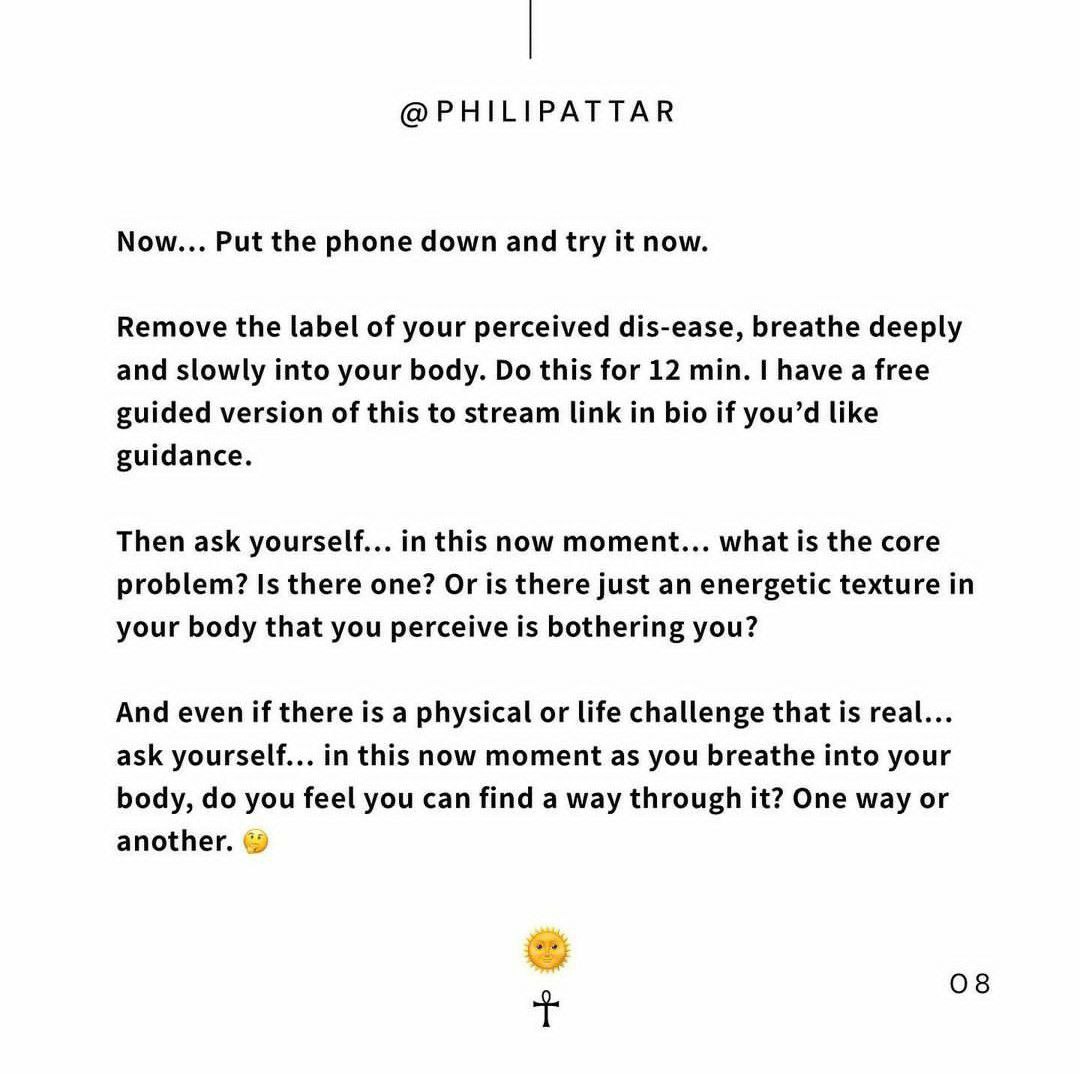 @PHILIPATTAR
Now... Put the phone down and try it now.
Remove the label of your perceived dis-ease, breathe deeply
and slowly into your body. Do this for 12 min. I have a free
guided version of this to stream link in bio if you’d like
guidance.
Then ask yourself... in this now moment... what is the core
problem? Is there one? Or is there just an energetic texture in
your body that you perceive is bothering you?
And even if there is a physical or life challenge that is real...
ask yourself... in this now moment as you breathe into your
body, do you feel you can find a way through it? One way or
another. 🤔
08